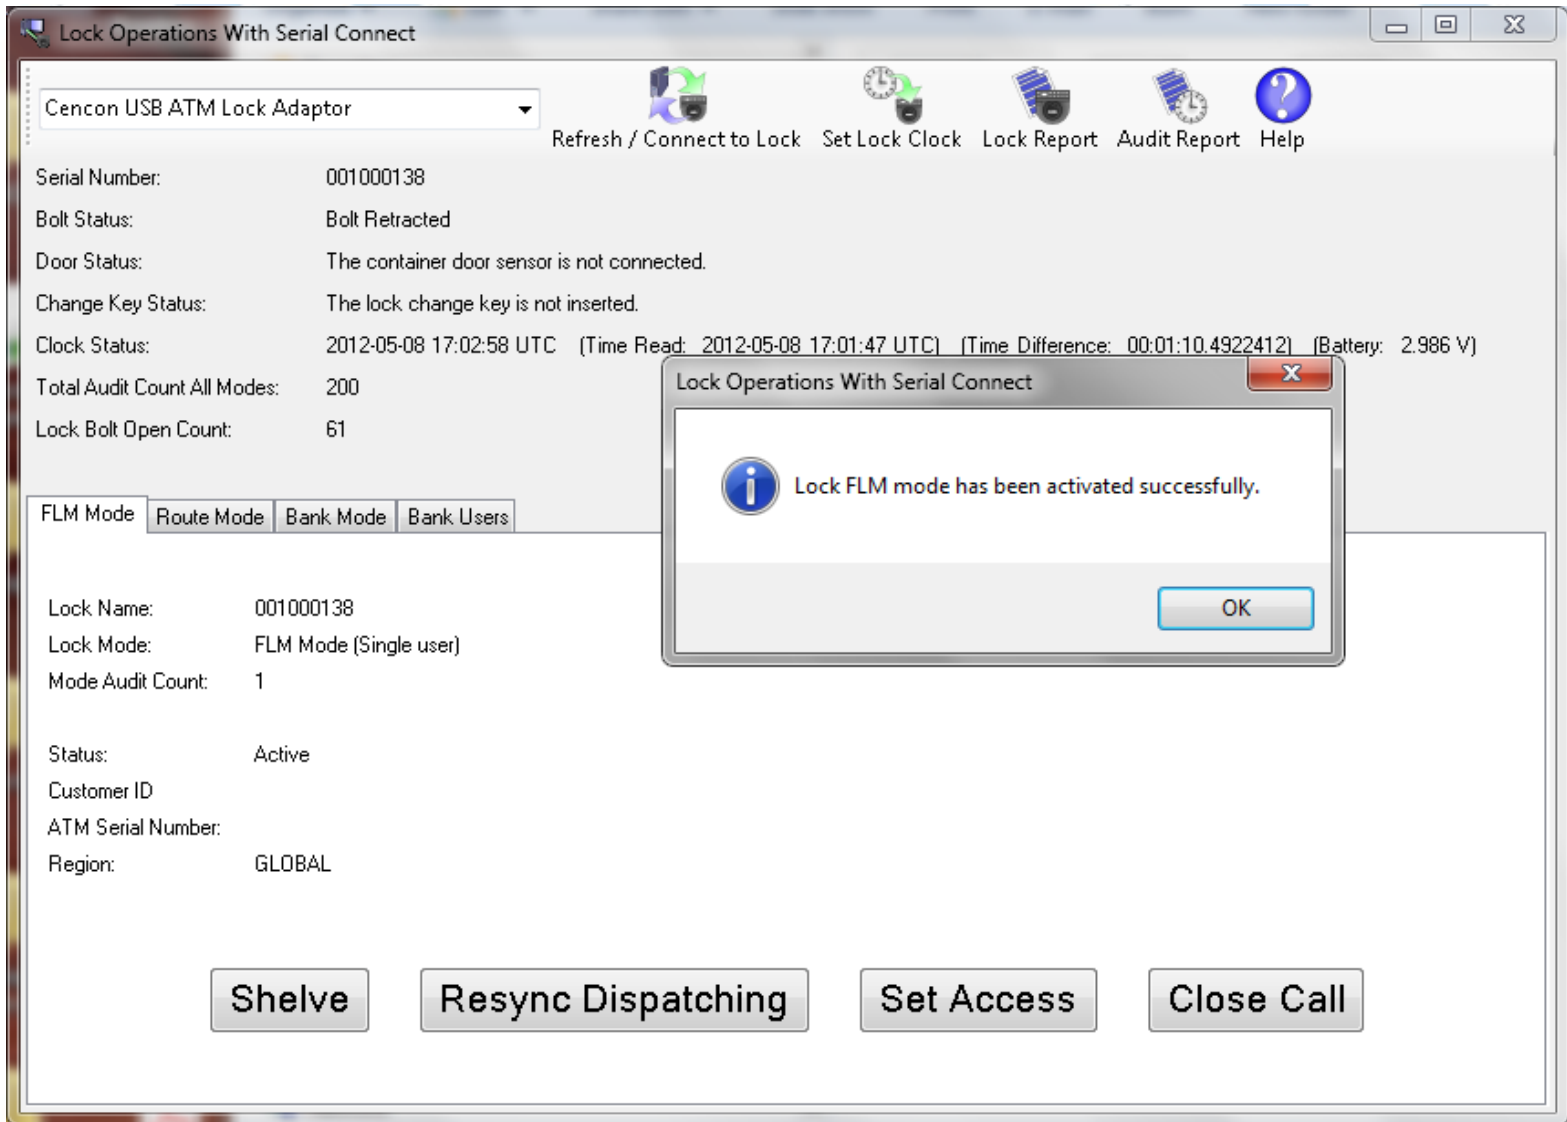 Lock Operations With Serial Connect
Cencon USB ATM Lock Adaptor
Refresh / Connect to Lock Set Lock Clock Lock Report Audit Report Help
Serial Number: 001000138
Bolt Status: Bolt Retracted
Door Status: The container door sensor is not connected.
Change Key Status: The lock change key is not inserted.
Clock Status: 2012-05-08 17:02:58 UTC (Time Read: 2012-05-08 17:01:47 UTC) (Time Difference: 00:01:10.4922412) (Battery: 2.986 V)
Total Audit Count All Modes: 200
Lock Bolt Open Count: 61
Lock Operations With Serial Connect
Lock FLM mode has been activated successfully.
OK
FLM Mode Route Mode Bank Mode Bank Users
Lock Name: 001000138
Lock Mode: FLM Mode (Single user)
Mode Audit Count: 1
Status: Active
Customer ID
ATM Serial Number:
Region: GLOBAL
Shelve Resync Dispatching Set Access Close Call